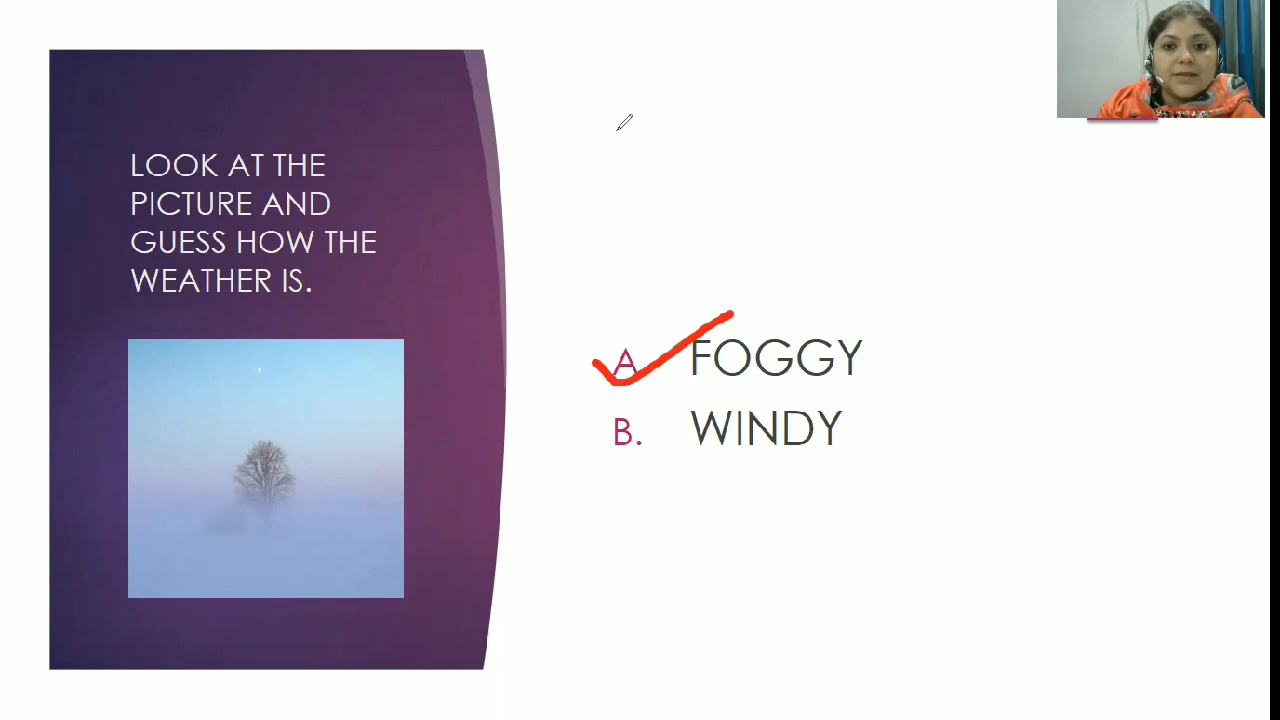 LOOK AT THE
PICTURE AND
GUESS HOW THE
WEATHER IS.
A FOGGY
B. WINDY